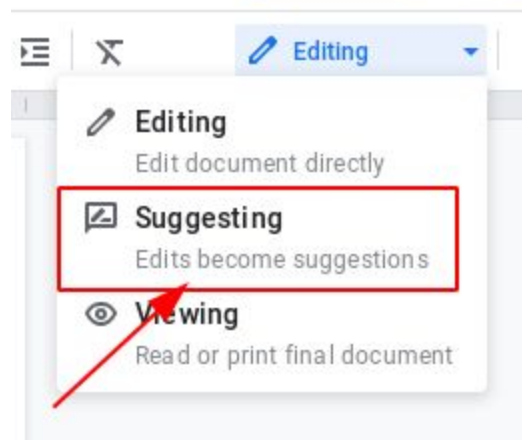 Editing
Editing
Edit document directly
Suggesting
Edits become suggestions
Viewing
Read or print final document